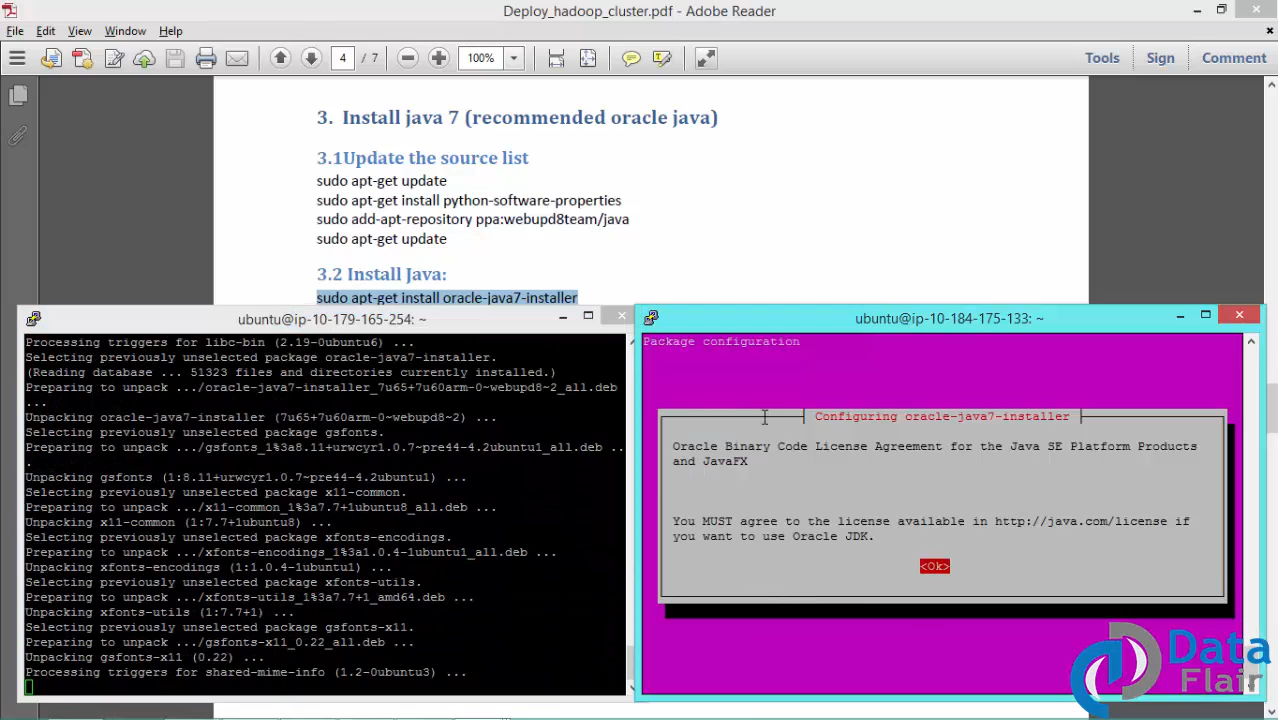 Deploy_hadoop_cluster.pdf - Adobe Reader
File Edit View Window Help
4 / 7 100% Tools Sign Comment
3. Install java 7 (recommended oracle java)
3.1Update the source list
sudo apt-get update
sudo apt-get install python-software-properties
sudo add-apt-repository ppa:webupd8team/java
sudo apt-get update
3.2 Install Java:
sudo apt-get install oracle-java7-installer
ubuntu@ip-10-179-165-254: ~
Processing triggers for libc-bin (2.19-0ubuntu6) ...
Selecting previously unselected package oracle-java7-installer.
(Reading database ... 51323 files and directories currently installed.)
Preparing to unpack .../oracle-java7-installer_7u65+7u60arm-0~webupd8~2_all.deb
...
Unpacking oracle-java7-installer (7u65+7u60arm-0~webupd8~2) ...
Selecting previously unselected package gsfonts.
Preparing to unpack .../gsfonts_1%3a8.11+urwcyr1.0.7~pre44-4.2ubuntu1_all.deb ..
.
Unpacking gsfonts (1:8.11+urwcyr1.0.7~pre44-4.2ubuntu1) ...
Selecting previously unselected package x11-common.
Preparing to unpack .../x11-common_1%3a7.7+1ubuntu8_all.deb ...
Unpacking x11-common (1:7.7+1ubuntu8) ...
Selecting previously unselected package xfonts-encodings.
Preparing to unpack .../xfonts-encodings_1%3a1.0.4-1ubuntu1_all.deb ...
Unpacking xfonts-encodings (1:1.0.4-1ubuntu1) ...
Selecting previously unselected package xfonts-utils.
Preparing to unpack .../xfonts-utils_1%3a7.7+1_amd64.deb ...
Unpacking xfonts-utils (1:7.7+1) ...
Selecting previously unselected package gsfonts-x11.
Preparing to unpack .../gsfonts-x11_0.22_all.deb ...
Unpacking gsfonts-x11 (0.22) ...
Processing triggers for shared-mime-info (1.2-0ubuntu3) ...
ubuntu@ip-10-184-175-133: ~
Package configuration
Configuring oracle-java7-installer
Oracle Binary Code License Agreement for the Java SE Platform Products
and JavaFX
You MUST agree to the license available in http://java.com/license if
you want to use Oracle JDK.
<Ok>
Data
Flair